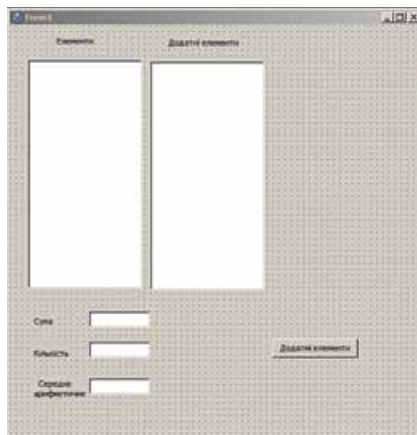 Form1
Елементи
Додатні елементи
Сума
Кількість
Середнє
арифметичне
Додатні елементи